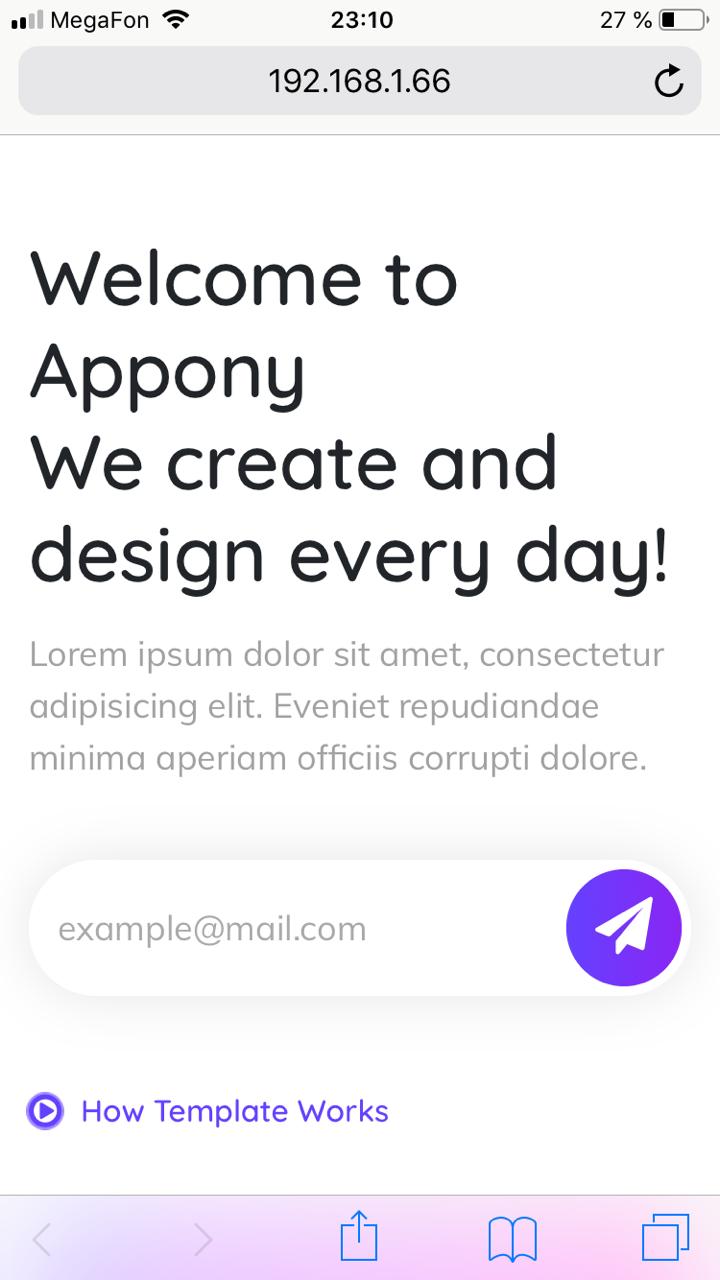 MegaFon 23:10 27 %
192.168.1.66
Welcome to
Appony
We create and
design every day!
Lorem ipsum dolor sit amet, consectetur
adipisicing elit. Eveniet repudiandae
minima aperiam officiis corrupti dolore.
example@mail.com
How Template Works